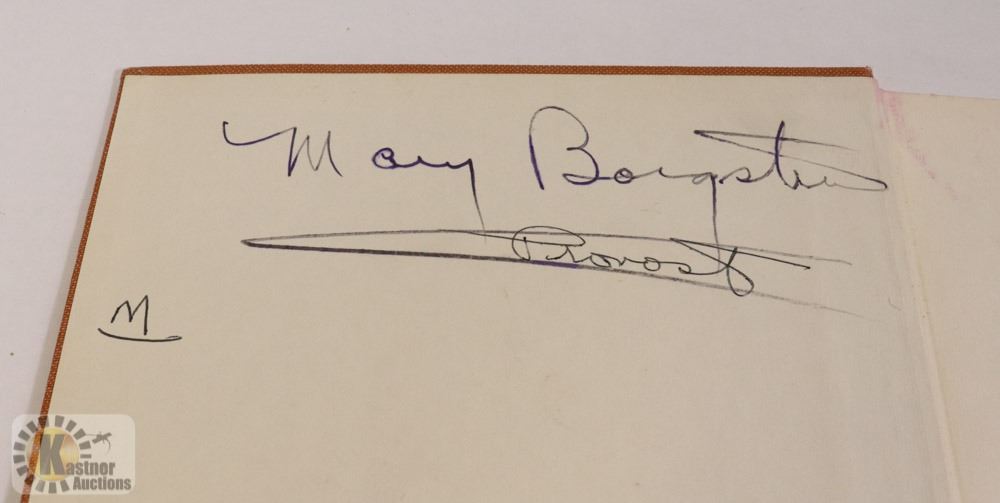 Mary Borgstrom
Provost
M
Kastner
Auctions